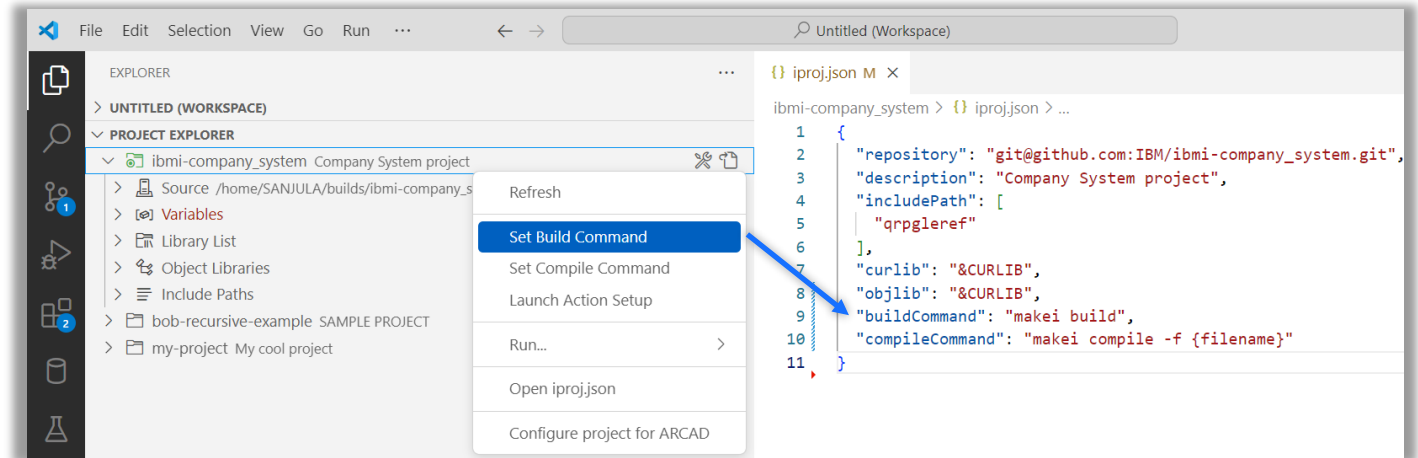 File Edit Selection View Go Run ··· ← → Untitled (Workspace)
EXPLORER ···
UNTITLED (WORKSPACE)
PROJECT EXPLORER
ibmi-company_system Company System project
Source /home/SANJULA/builds/ibmi-company_s
Variables
Library List
Object Libraries
Include Paths
bob-recursive-example SAMPLE PROJECT
my-project My cool project
1
2
Refresh
Set Build Command
Set Compile Command
Launch Action Setup
Run... >
Open iproj.json
Configure project for ARCAD
{} iproj.json M ×
ibmi-company_system > {} iproj.json > ...
1 {
2 "repository": "git@github.com:IBM/ibmi-company_system.git",
3 "description": "Company System project",
4 "includePath": [
5 "qrpgleref"
6 ],
7 "curlib": "&CURLIB",
8 "objlib": "&CURLIB",
9 "buildCommand": "makei build",
10 "compileCommand": "makei compile -f {filename}"
11 }